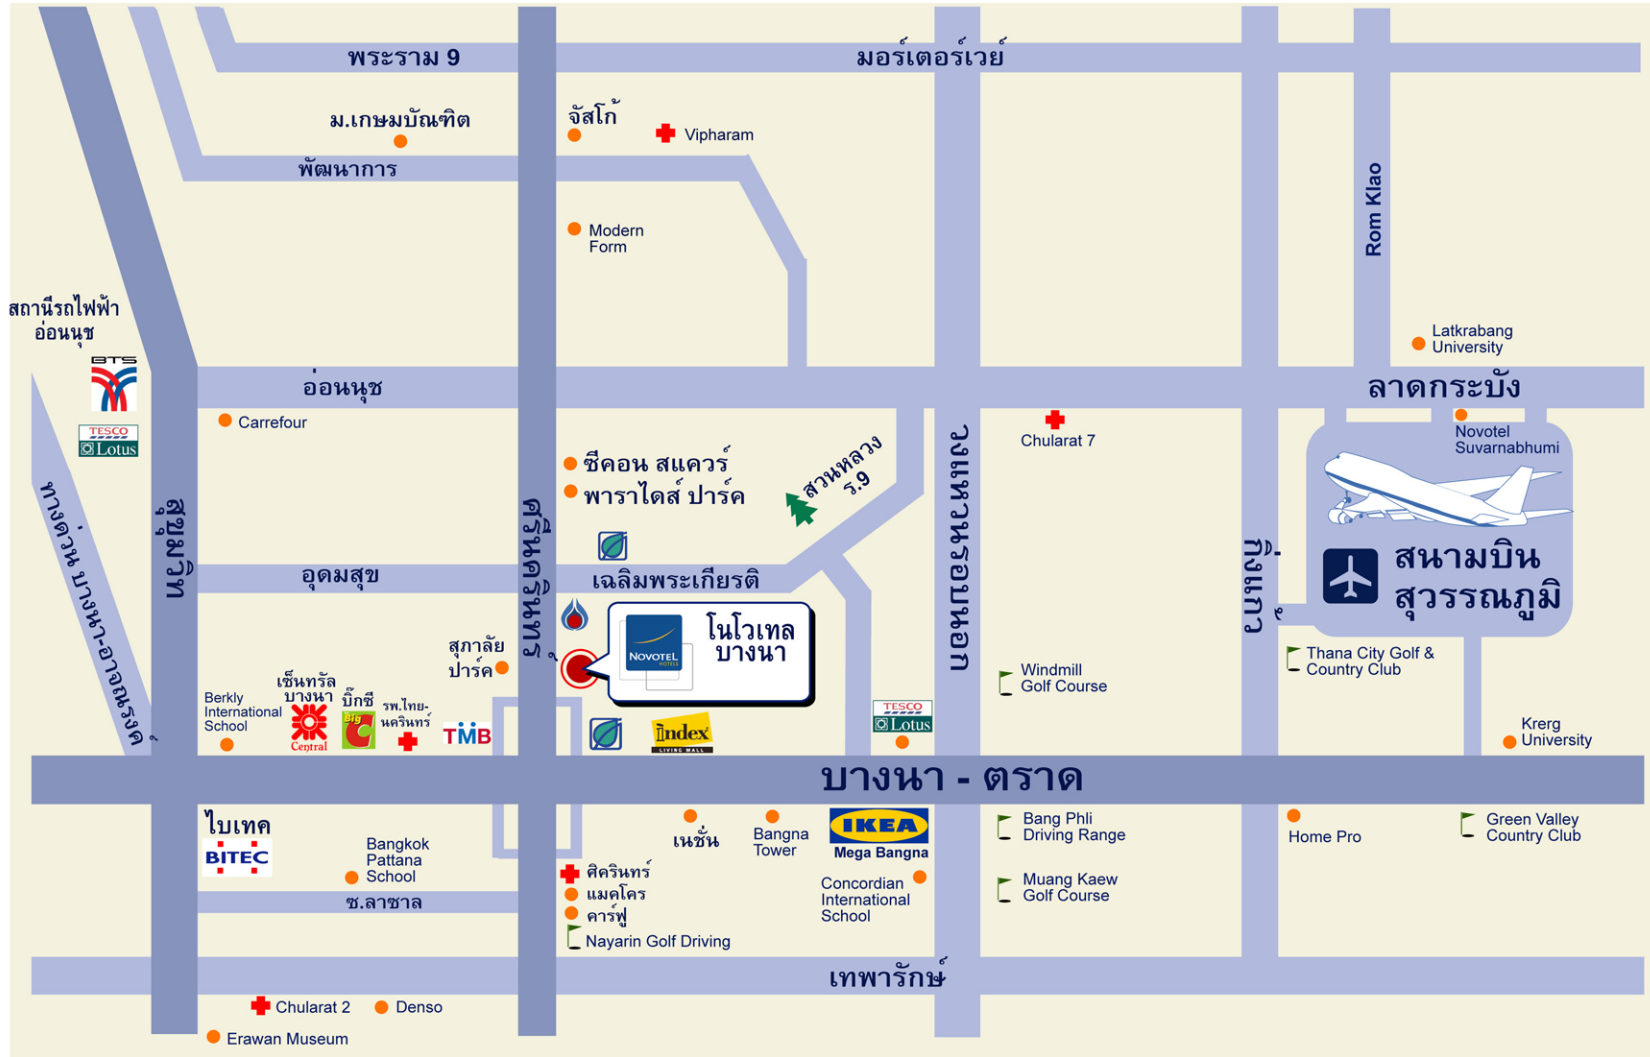 พระราม 9
มอร์เตอร์เวย์
ม.เกษมบัณฑิต
จัสโก้
Vipharam
พัฒนาการ
Modern
Form
Rom Klao
สถานีรถไฟฟ้า
อ่อนนุช
BTS
TESCO
Lotus
อ่อนนุช
ลาดกระบัง
Latkrabang
University
Carrefour
Chularat 7
Novotel
Suvarnabhumi
ซีคอน สแควร์
พาราไดส์ ปาร์ค
สวนหลวง
ร.9
ทางด่วน บางนา-อาจณรงค์
สุขุมวิท
ศรีนครินทร์
วงแหวนรอบนอก
กิ่งแก้ว
สนามบิน
สุวรรณภูมิ
อุดมสุข
เฉลิมพระเกียรติ
NOVOTEL
HOTELS
โนโวเทล
บางนา
สุภาลัย
ปาร์ค
Thana City Golf &
Country Club
Windmill
Golf Course
Berkly
International
School
เซ็นทรัล
บางนา
Central
บิ๊กซี
Big
C
รพ.ไทย-
นครินทร์
TMB
index
LIVING MALL
TESCO
Lotus
Krerg
University
บางนา - ตราด
ไบเทค
BITEC
Bangkok
Pattana
School
ซ.ลาซาล
ศิครินทร์
แมคโคร
คาร์ฟู
Nayarin Golf Driving
เนชั่น
Bangna
Tower
IKEA
Mega Bangna
Concordian
International
School
Bang Phli
Driving Range
Muang Kaew
Golf Course
Home Pro
Green Valley
Country Club
เทพารักษ์
Chularat 2
Denso
Erawan Museum